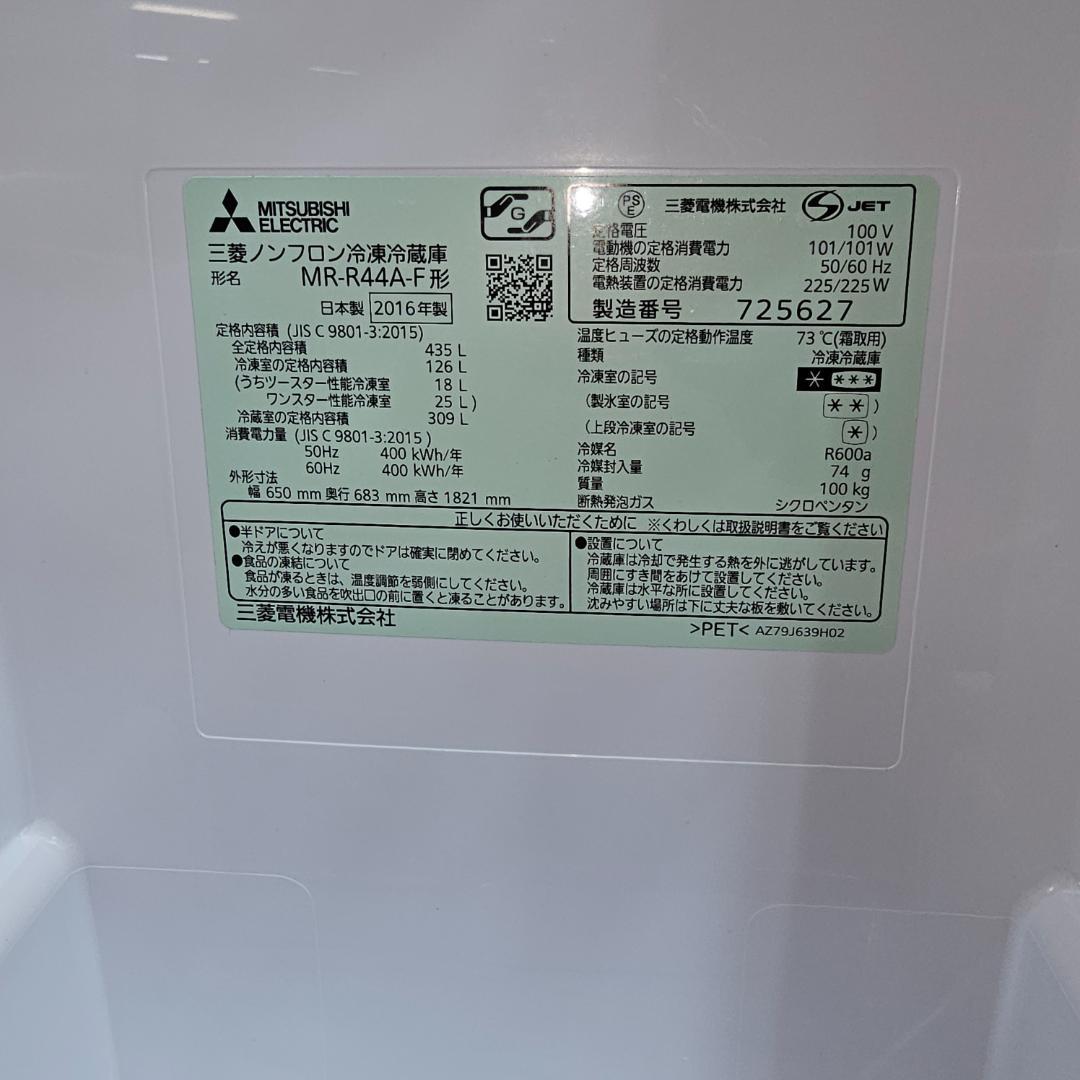 MITSUBISHI
ELECTRIC
三菱ノンフロン冷凍冷蔵庫
形名 MR-R44A-F形
日本製 2016年製
定格内容積 (JIS C 9801-3:2015)
全定格内容積 435 L
冷凍室の定格内容積 126 L
(うちツースター性能冷凍室 18 L
ワンスター性能冷凍室 25 L)
冷蔵室の定格内容積 309 L
消費電力量 (JIS C 9801-3:2015)
50Hz 400 kWh/年
60Hz 400 kWh/年
外形寸法
幅 650 mm 奥行 683 mm 高さ 1821 mm
G
PS
E
三菱電機株式会社
JET
定格電圧 100 V
電動機の定格消費電力 101/101W
定格周波数 50/60 Hz
電熱装置の定格消費電力 225/225W
製造番号 725627
温度ヒューズの定格動作温度 73 ℃(霜取用)
種類 冷凍冷蔵庫
冷凍室の記号 * ***
(製氷室の記号 **)
(上段冷凍室の記号 *)
冷媒名 R600a
冷媒封入量 74 g
質量 100 kg
断熱発泡ガス シクロペンタン
正しくお使いいただくために ※くわしくは取扱説明書をご覧ください
●半ドアについて
冷えが悪くなりますのでドアは確実に閉めてください。
●食品の凍結について
食品が凍るときは、温度調節を弱側にしてください。
水分の多い食品を吹出口の前に置くと凍ることがあります。
●設置について
冷蔵庫は冷却で発生する熱を外に逃がしています。
周囲にすき間をあけて設置してください。
冷蔵庫は水平な所に設置してください。
沈みやすい場所は下に丈夫な板を敷いてください。
三菱電機株式会社
>PET< AZ79J639H02